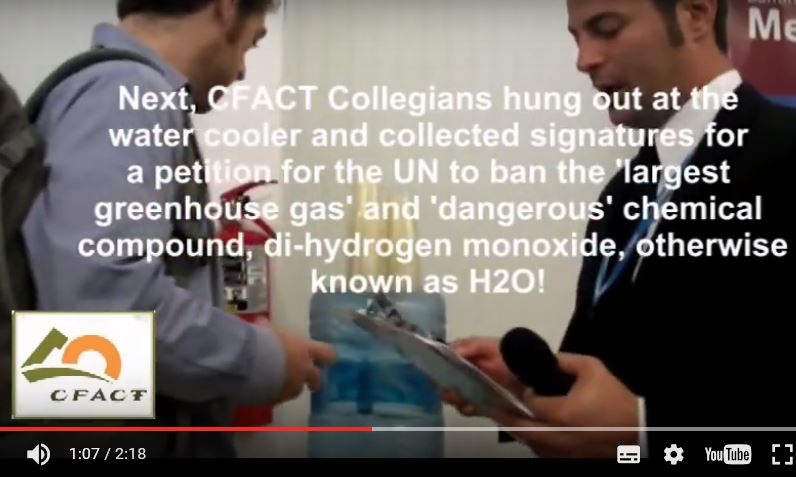 Me
Next, CFACT Collegians hung out at the
water cooler and collected signatures for
a petition for the UN to ban the 'largest
greenhouse gas' and 'dangerous' chemical
compound, di-hydrogen monoxide, otherwise
known as H2O!
CFACT
1:07 / 2:18
YouTube